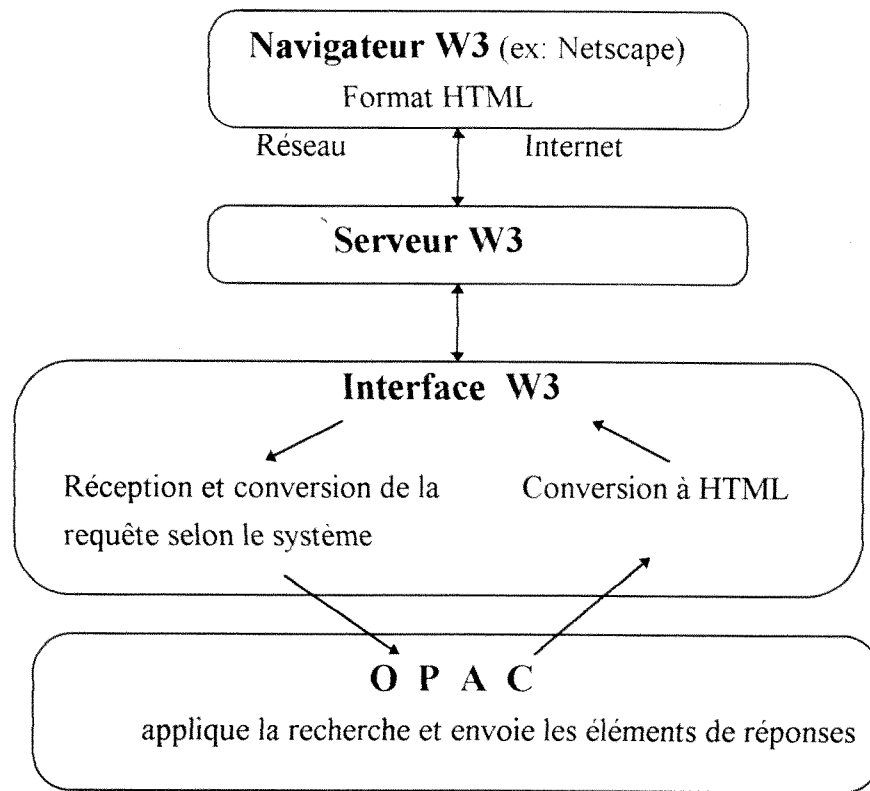 Navigateur W3 (ex: Netscape)
Format HTML
Réseau Internet
Serveur W3
Interface W3
Réception et conversion de la
requête selon le système
Conversion à HTML
O P A C
applique la recherche et envoie les éléments de réponses